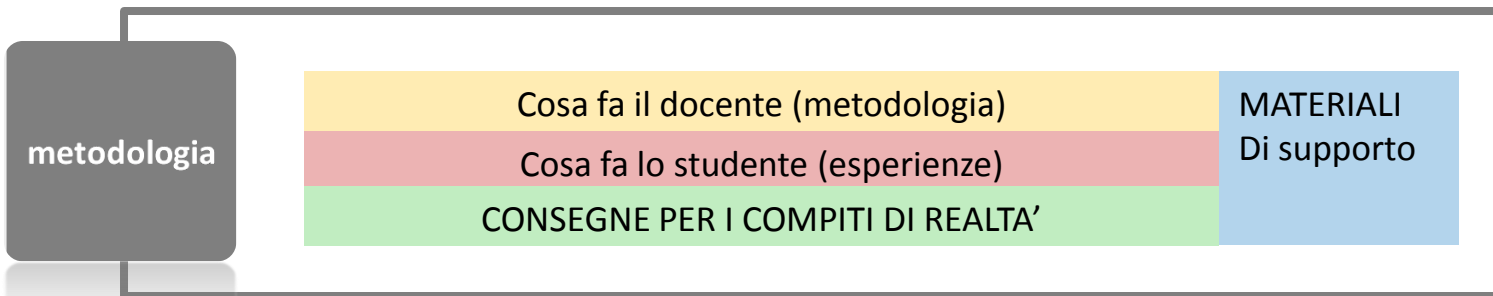 metodologia
Cosa fa il docente (metodologia)
Cosa fa lo studente (esperienze)
CONSEGNE PER I COMPITI DI REALTA’
MATERIALI
Di supporto